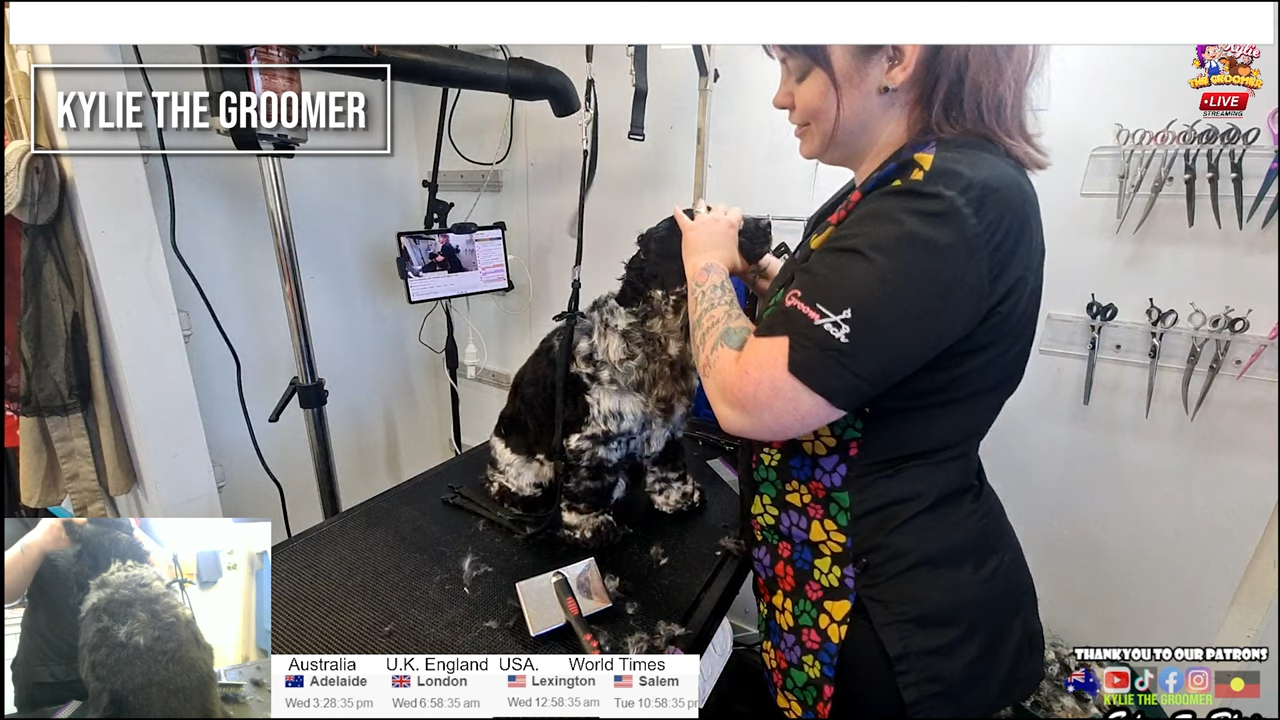 KYLIE THE GROOMER
Kylie
THE GROOMER
LIVE
STREAMING
GroomTech
Australia U.K. England USA. World Times
Adelaide London Lexington Salem
Wed 3:28:35 pm Wed 6:58:35 am Wed 12:58:35 am Tue 10:58:35 pm
THANKYOU TO OUR PATRONS
KYLIE THE GROOMER